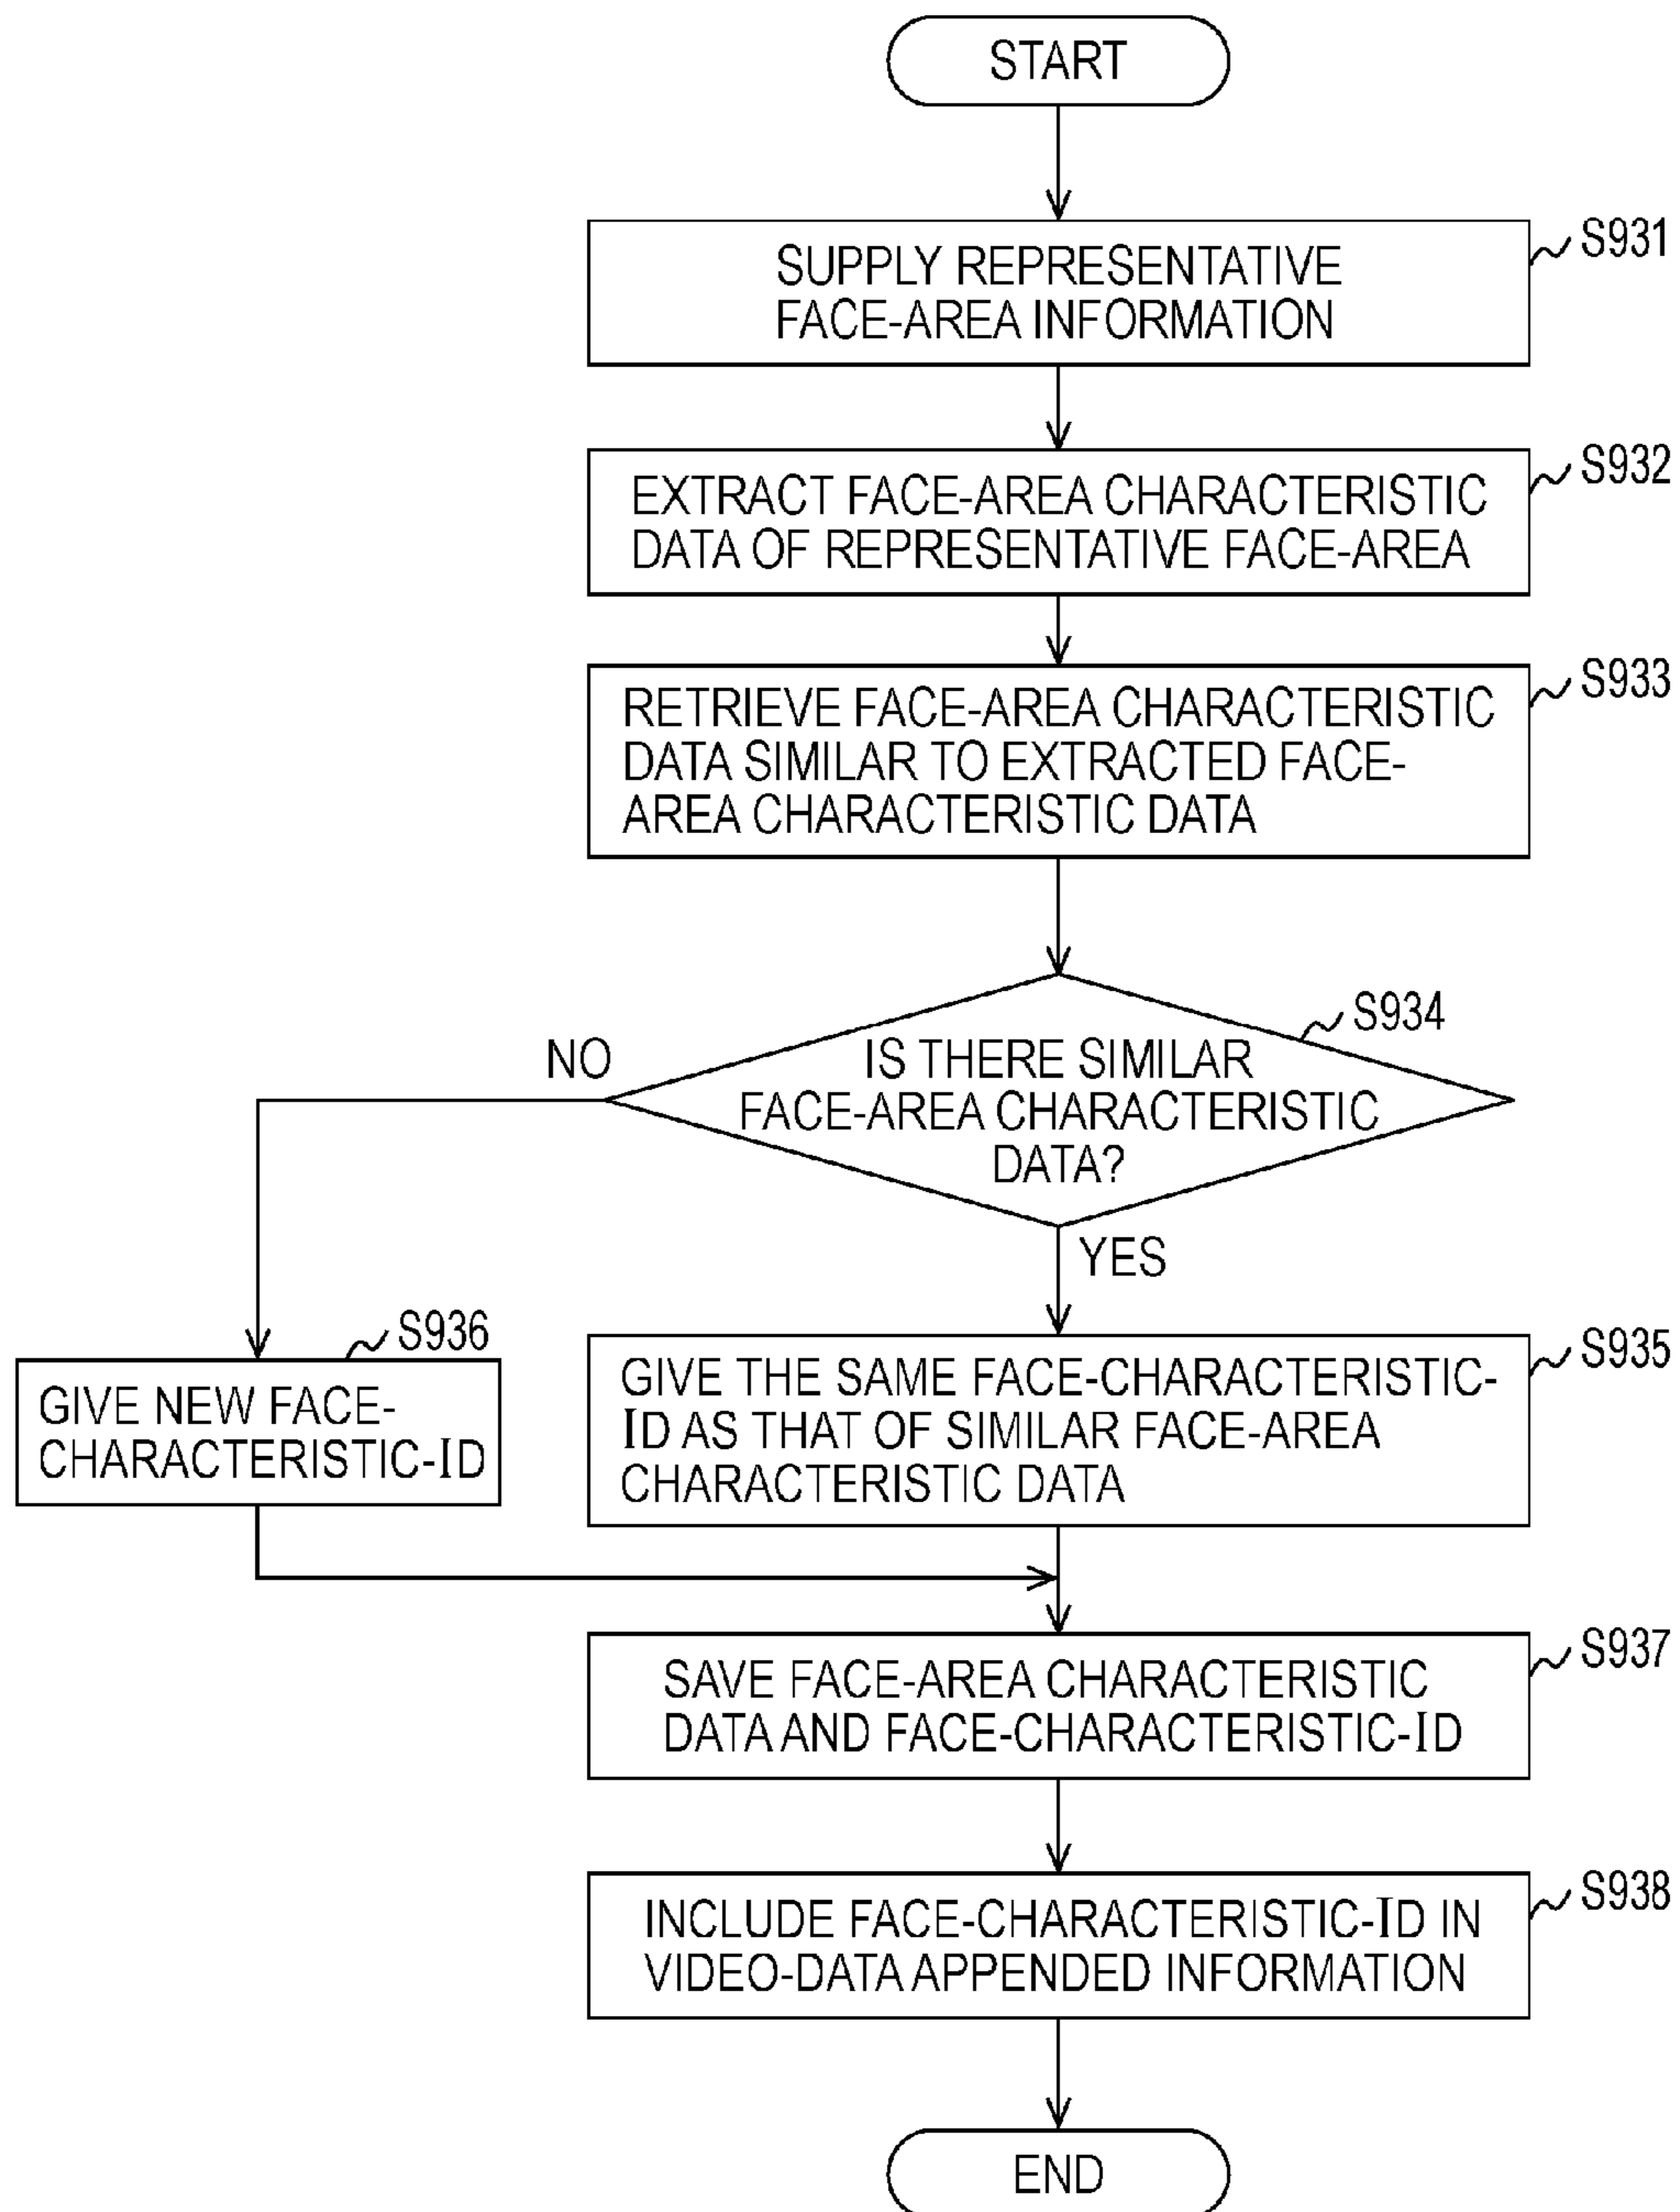 START
S931
SUPPLY REPRESENTATIVE
FACE-AREA INFORMATION
S932
EXTRACT FACE-AREA CHARACTERISTIC
DATA OF REPRESENTATIVE FACE-AREA
S933
RETRIEVE FACE-AREA CHARACTERISTIC
DATA SIMILAR TO EXTRACTED FACE-
AREA CHARACTERISTIC DATA
S934
NO
IS THERE SIMILAR
FACE-AREA CHARACTERISTIC
DATA?
YES
S936
GIVE NEW FACE-
CHARACTERISTIC-ID
S935
GIVE THE SAME FACE-CHARACTERISTIC-
ID AS THAT OF SIMILAR FACE-AREA
CHARACTERISTIC DATA
S937
SAVE FACE-AREA CHARACTERISTIC
DATA AND FACE-CHARACTERISTIC-ID
S938
INCLUDE FACE-CHARACTERISTIC-ID IN
VIDEO-DATA APPENDED INFORMATION
END